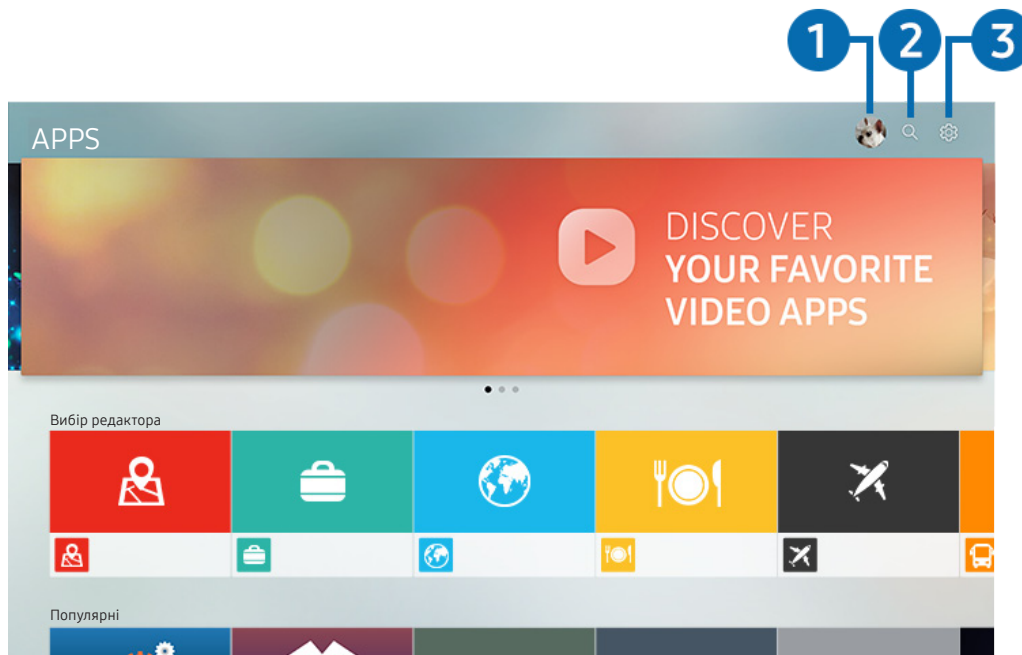 1 2 3
APPS
DISCOVER
YOUR FAVORITE
VIDEO APPS
Вибір редактора
Популярні